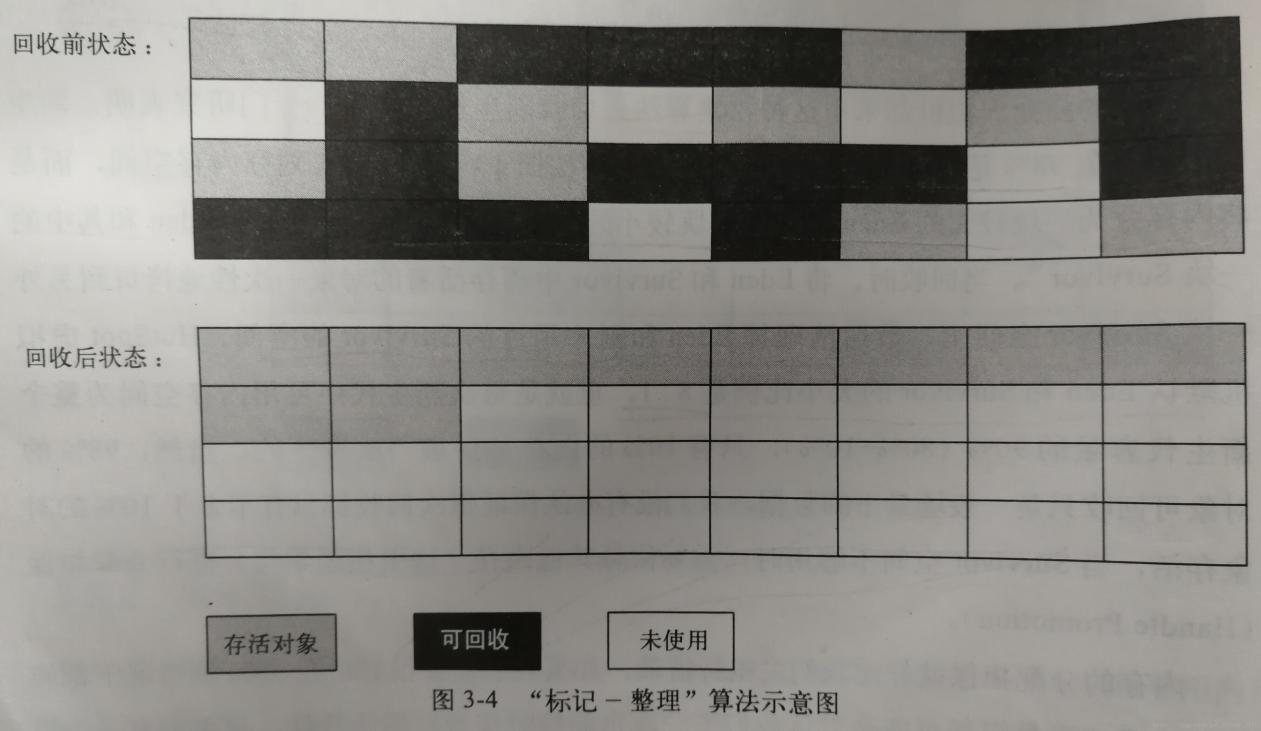 回收前状态：
回收后状态：
存活对象
可回收
未使用
图 3-4 “标记－整理”算法示意图